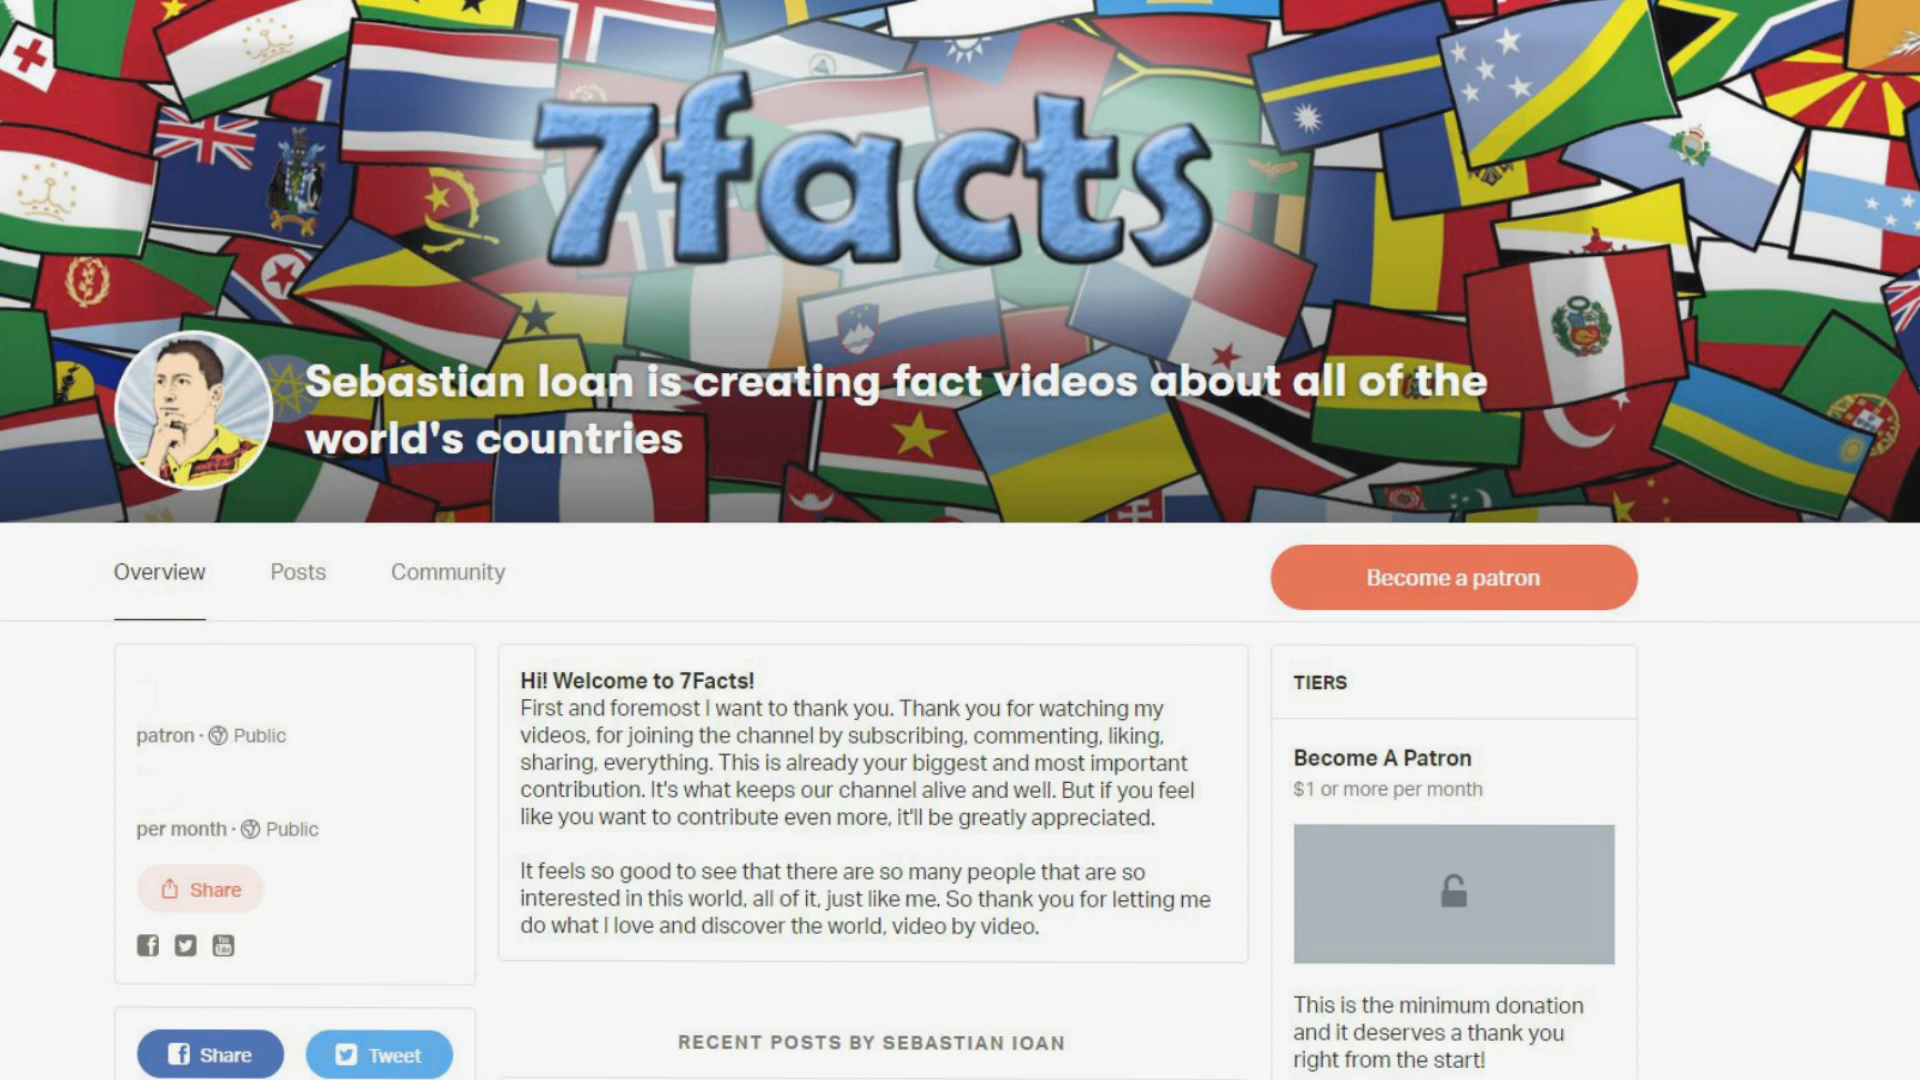 7facts
Sebastian Ioan is creating fact videos about all of the
world's countries
Overview
Posts
Community
Become a patron
patron · Public
per month · Public
Share
Share
Tweet
Hi! Welcome to 7Facts!
First and foremost I want to thank you. Thank you for watching my
videos, for joining the channel by subscribing, commenting, liking,
sharing, everything. This is already your biggest and most important
contribution. It's what keeps our channel alive and well. But if you feel
like you want to contribute even more, it'll be greatly appreciated.
It feels so good to see that there are so many people that are so
interested in this world, all of it, just like me. So thank you for letting me
do what I love and discover the world, video by video.
RECENT POSTS BY SEBASTIAN IOAN
TIERS
Become A Patron
$1 or more per month
This is the minimum donation
and it deserves a thank you
right from the start!